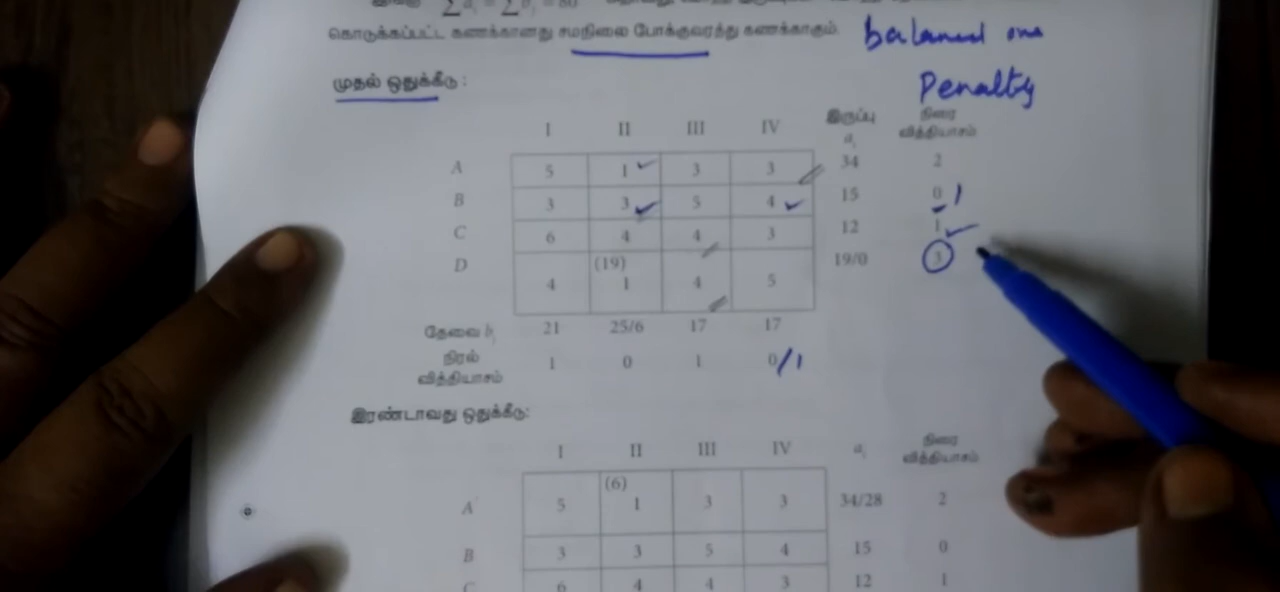 கொடுக்கப்பட்ட கணக்கானது சமநிலை போக்குவரத்து கணக்காகும். balanced one
முதல் ஒதுக்கீடு : Penalty
I II III IV இருப்பு aᵢ நிரை வித்தியாசம்
A 5 1 3 3 34 2
B 3 3 5 4 15 0 1
C 6 4 4 3 12 1
D 4 (19) 1 4 5 19/0 3
தேவை bⱼ 21 25/6 17 17
நிரல் வித்தியாசம் 1 0 1 0/1
இரண்டாவது ஒதுக்கீடு:
I II III IV aᵢ நிரை வித்தியாசம்
A 5 (6) 1 3 3 34/28 2
B 3 3 5 4 15 0
C 6 4 4 3 12 1